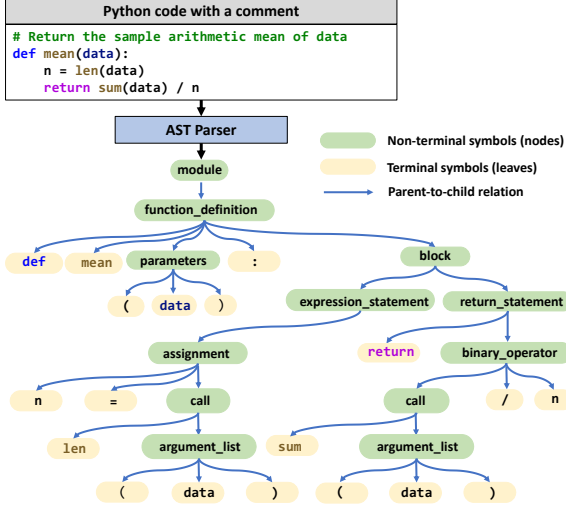 Python code with a comment
# Return the sample arithmetic mean of data
def mean(data):
    n = len(data)
    return sum(data) / n
AST Parser
Non-terminal symbols (nodes)
module
Terminal symbols (leaves)
Parent-to-child relation
function_definition
def mean parameters : block
( data ) expression_statement return_statement
assignment return binary_operator
n = call call / n
len argument_list sum argument_list
( data ) ( data )